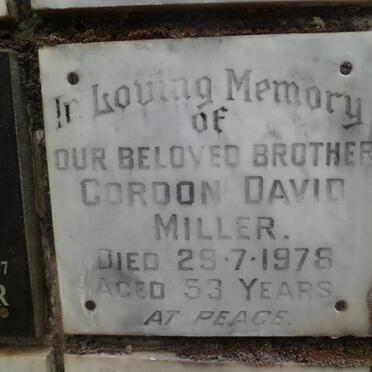 In Loving Memory
of
OUR BELOVED BROTHER
GORDON DAVID
MILLER.
DIED 29·7·1978
AGED 53 YEARS
AT PEACE.
7
R